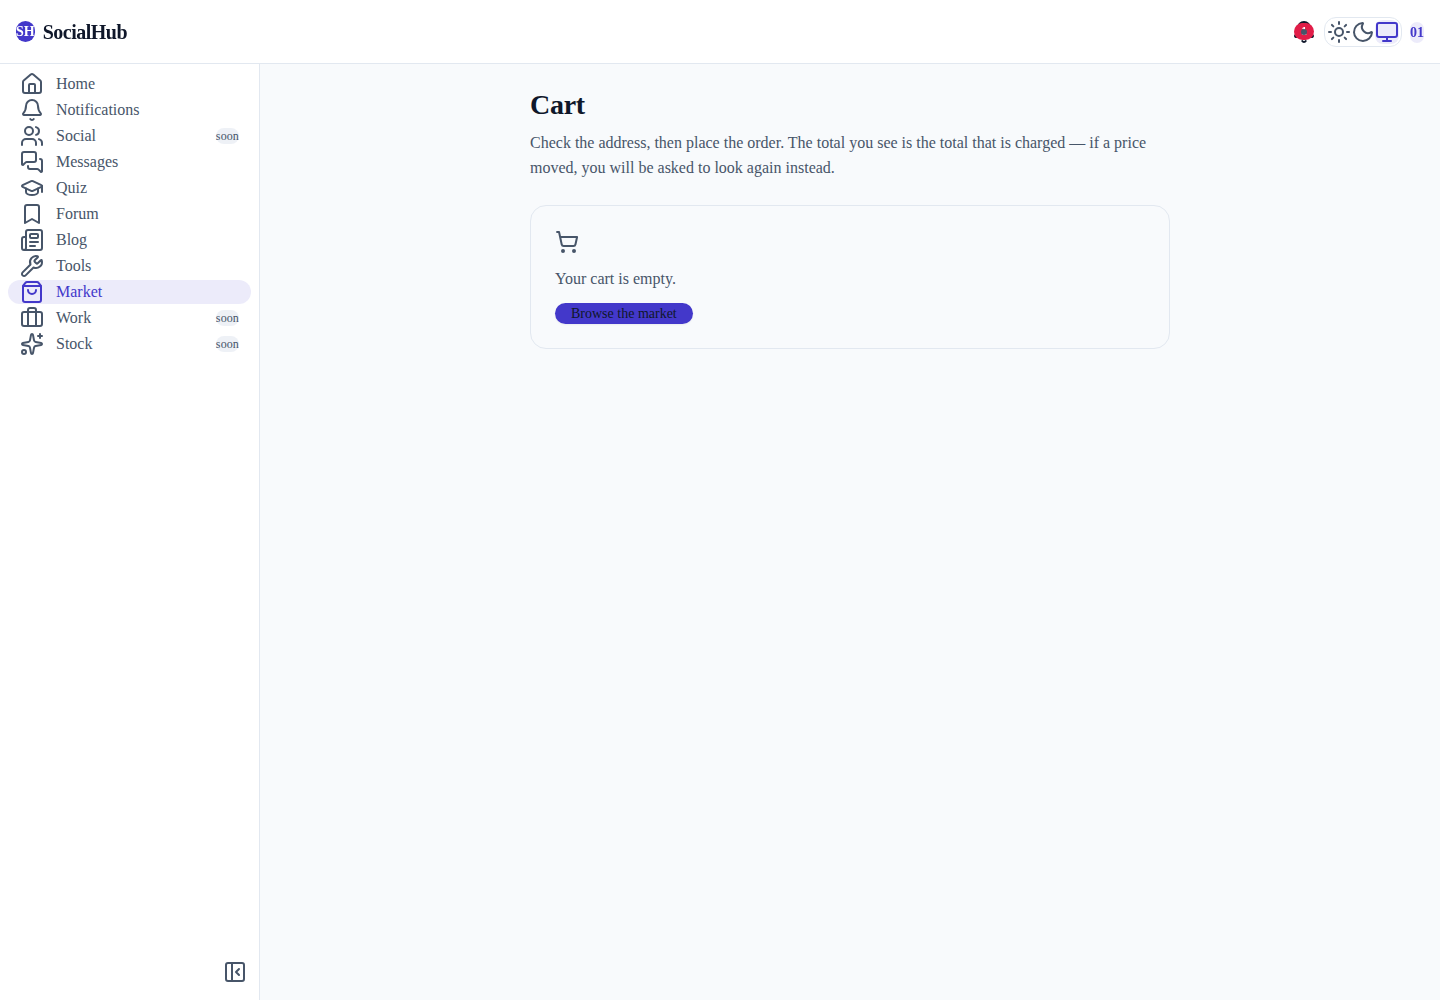 SH SocialHub
01
Home
Notifications
Social soon
Messages
Quiz
Forum
Blog
Tools
Market
Work soon
Stock soon
Cart
Check the address, then place the order. The total you see is the total that is charged — if a price
moved, you will be asked to look again instead.
Your cart is empty.
Browse the market